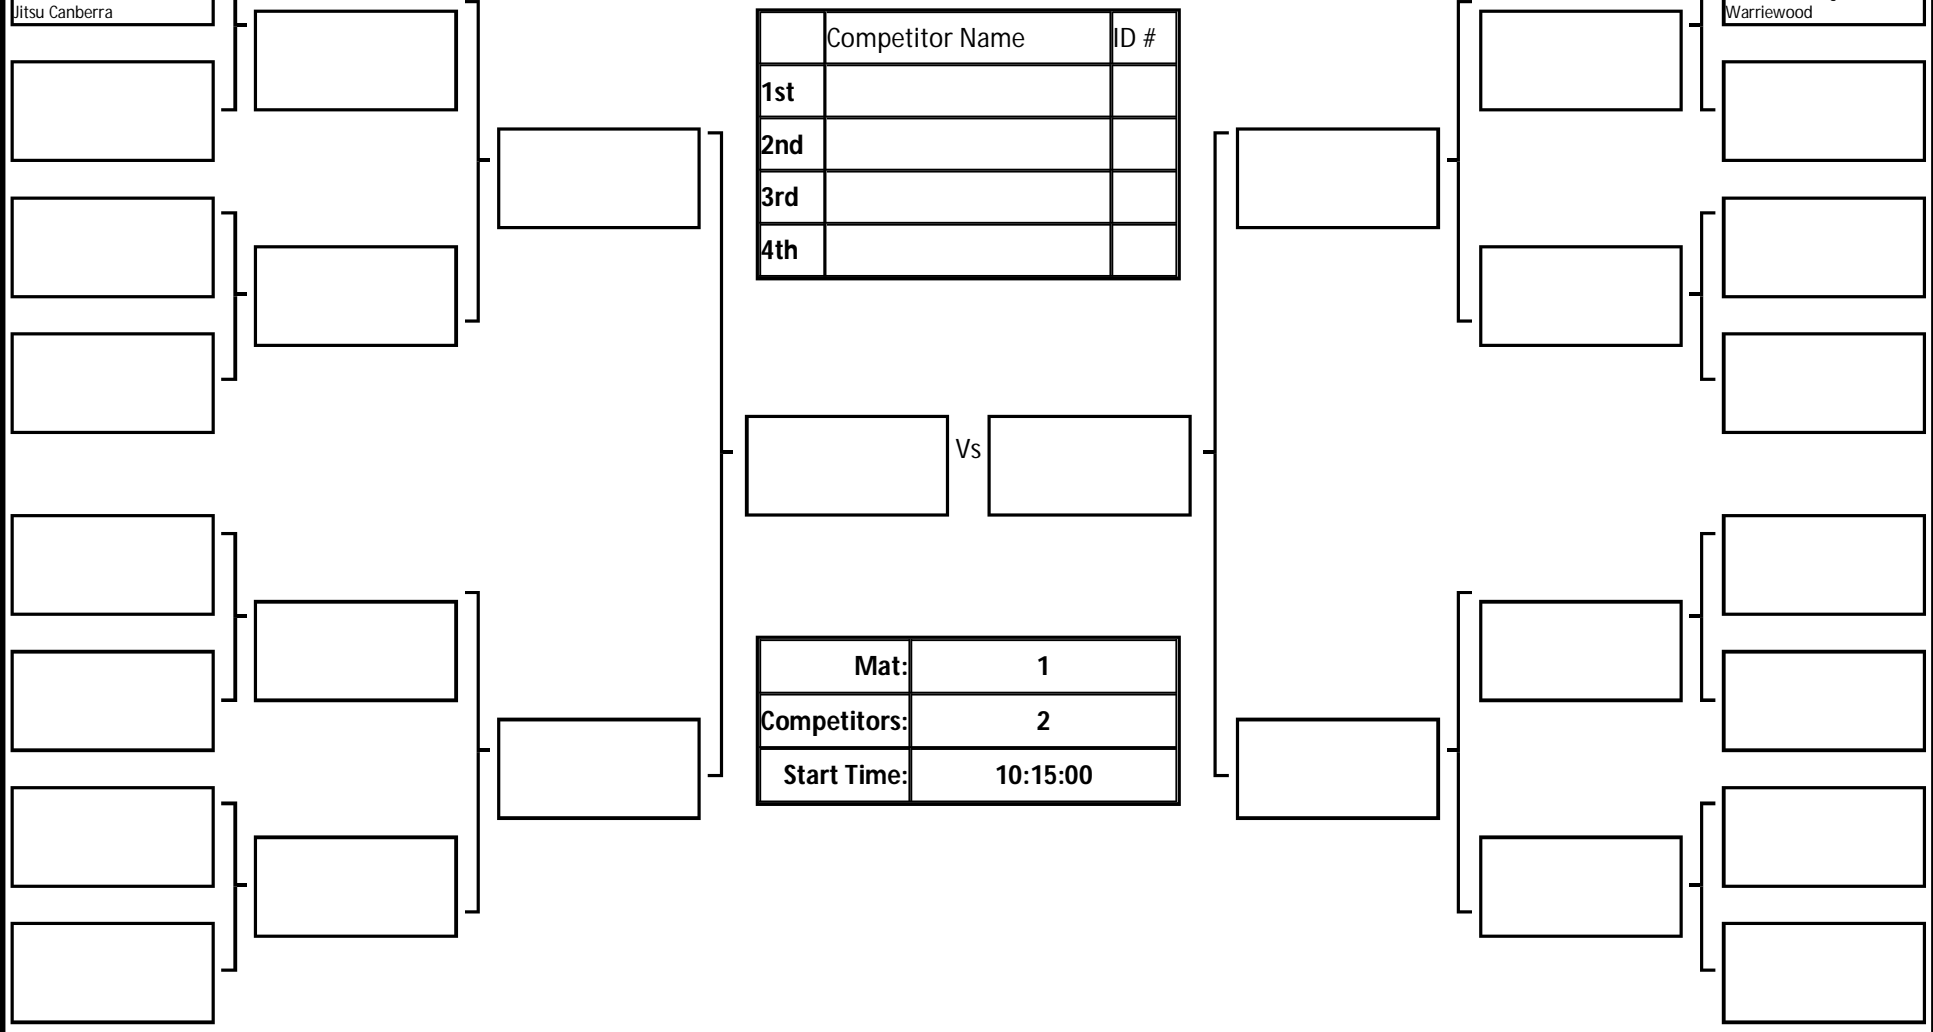 Jitsu Canberra
Warriewood
Competitor Name ID #
1st
2nd
3rd
4th
Vs
Mat: 1
Competitors: 2
Start Time: 10:15:00